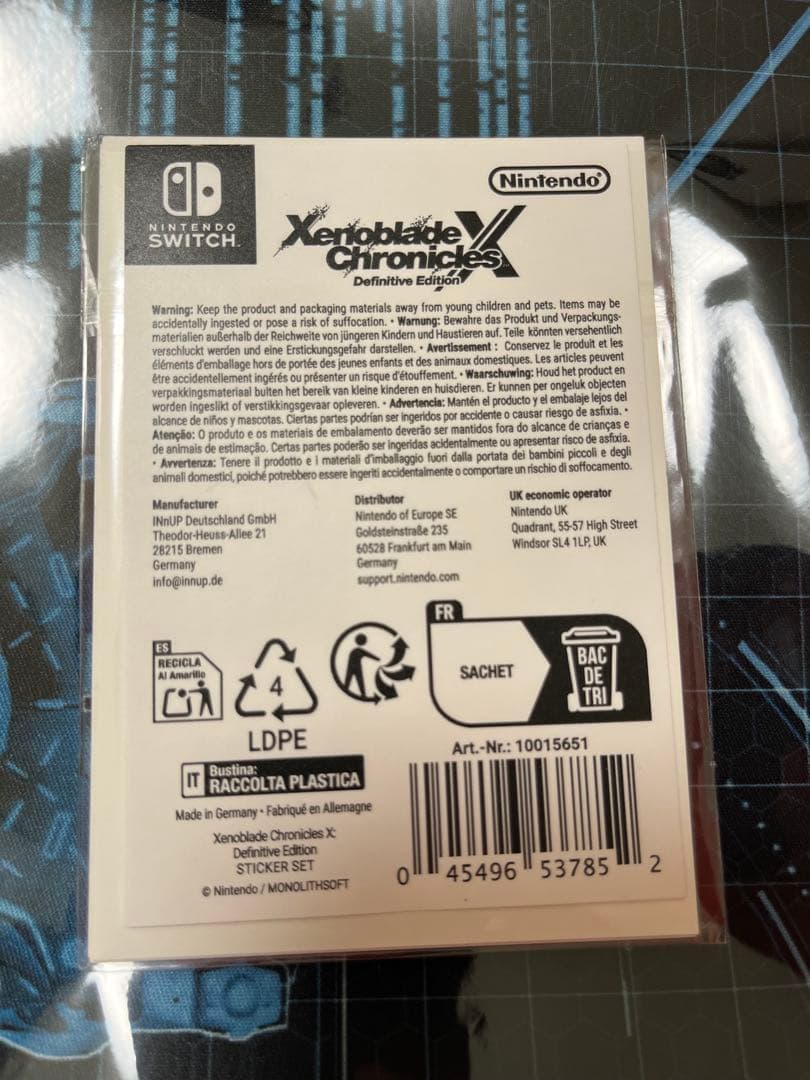 NINTENDO
SWITCH
Nintendo®
Xenoblade
Chronicles X
Definitive Edition
Warning: Keep the product and packaging materials away from young children and pets. Items may be
accidentally ingested or pose a risk of suffocation. • Warnung: Bewahre das Produkt und Verpackungs-
materialien außerhalb der Reichweite von jüngeren Kindern und Haustieren auf. Teile könnten versehentlich
verschluckt werden und eine Erstickungsgefahr darstellen. • Avertissement : Conservez le produit et les
éléments d'emballage hors de portée des jeunes enfants et des animaux domestiques. Les articles peuvent
être accidentellement ingérés ou présenter un risque d'étouffement. • Waarschuwing: Houd het product en
verpakkingsmateriaal buiten het bereik van kleine kinderen en huisdieren. Er kunnen per ongeluk objecten
worden ingeslikt of verstikkingsgevaar opleveren. • Advertencia: Mantén el producto y el embalaje lejos del
alcance de niños y mascotas. Ciertas partes podrían ser ingeridos por accidente o causar riesgo de asfixia. •
Atenção: O produto e os materiais de embalamento deverão ser mantidos fora do alcance de crianças e
de animais de estimação. Certas partes poderão ser ingeridas acidentalmente ou apresentar risco de asfixia.
• Avvertenza: Tenere il prodotto e i materiali d'imballaggio fuori dalla portata dei bambini piccoli e degli
animali domestici, poiché potrebbero essere ingeriti accidentalmente o comportare un rischio di soffocamento.
Manufacturer
INnUP Deutschland GmbH
Theodor-Heuss-Allee 21
28215 Bremen
Germany
info@innup.de
Distributor
Nintendo of Europe SE
Goldsteinstraße 235
60528 Frankfurt am Main
Germany
support.nintendo.com
UK economic operator
Nintendo UK
Quadrant, 55-57 High Street
Windsor SL4 1LP, UK
ES
RECICLA
Al Amarillo
4
LDPE
FR
SACHET
BAC
DE
TRI
IT
Bustina:
RACCOLTA PLASTICA
Made in Germany • Fabriqué en Allemagne
Xenoblade Chronicles X:
Definitive Edition
STICKER SET
© Nintendo / MONOLITHSOFT
Art.-Nr.: 10015651
0 45496 53785 2